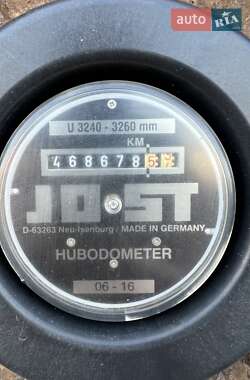 auto RIA
U 3240 - 3260 mm
KM
468678
JOST
D-63263 Neu-Isenburg / MADE IN GERMANY
HUBODOMETER
06 - 16